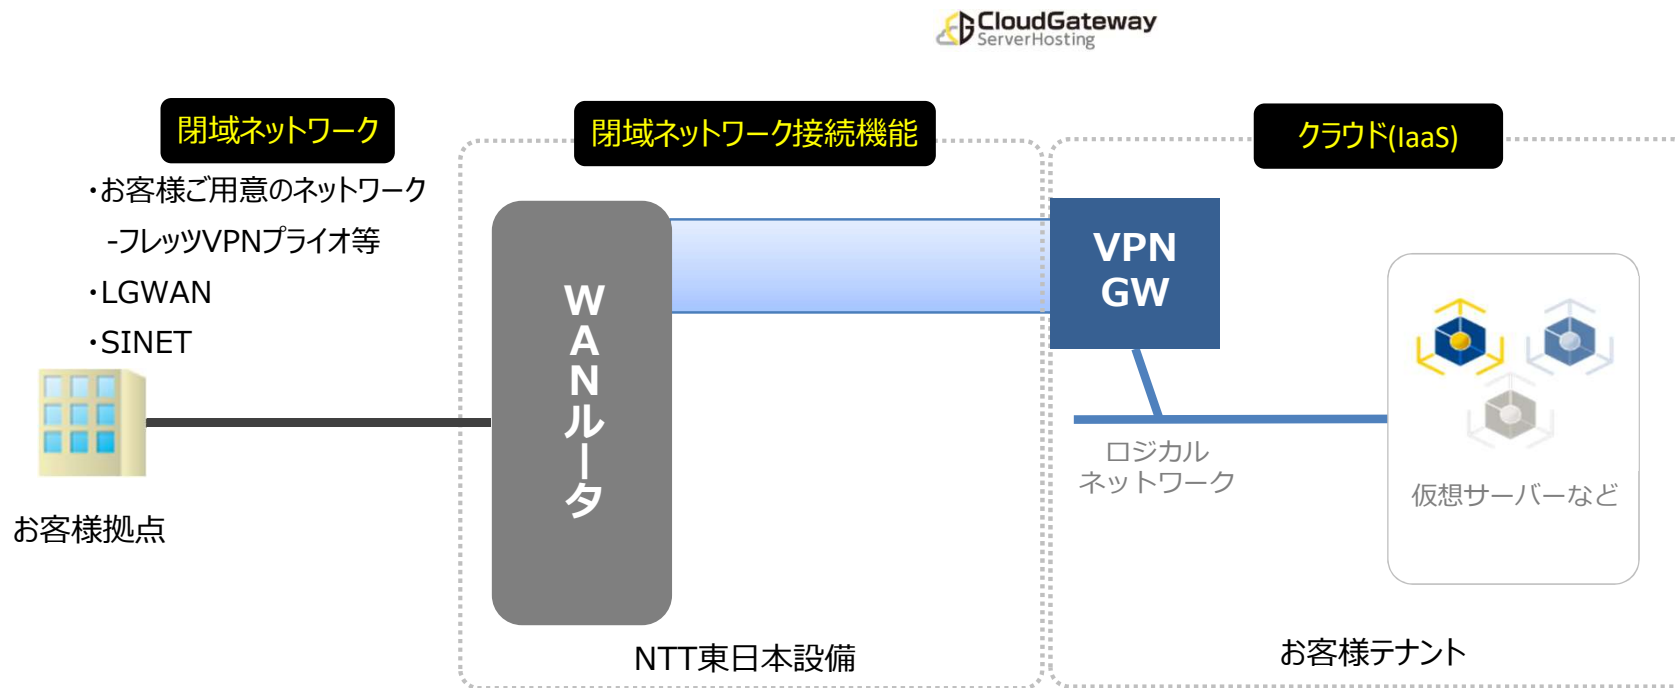 CloudGateway
ServerHosting
閉域ネットワーク
閉域ネットワーク接続機能
クラウド(IaaS)
・お客様ご用意のネットワーク
-フレッツVPNプライオ等
・LGWAN
・SINET
お客様拠点
WANルータ
NTT東日本設備
VPN
GW
ロジカル
ネットワーク
仮想サーバーなど
お客様テナント